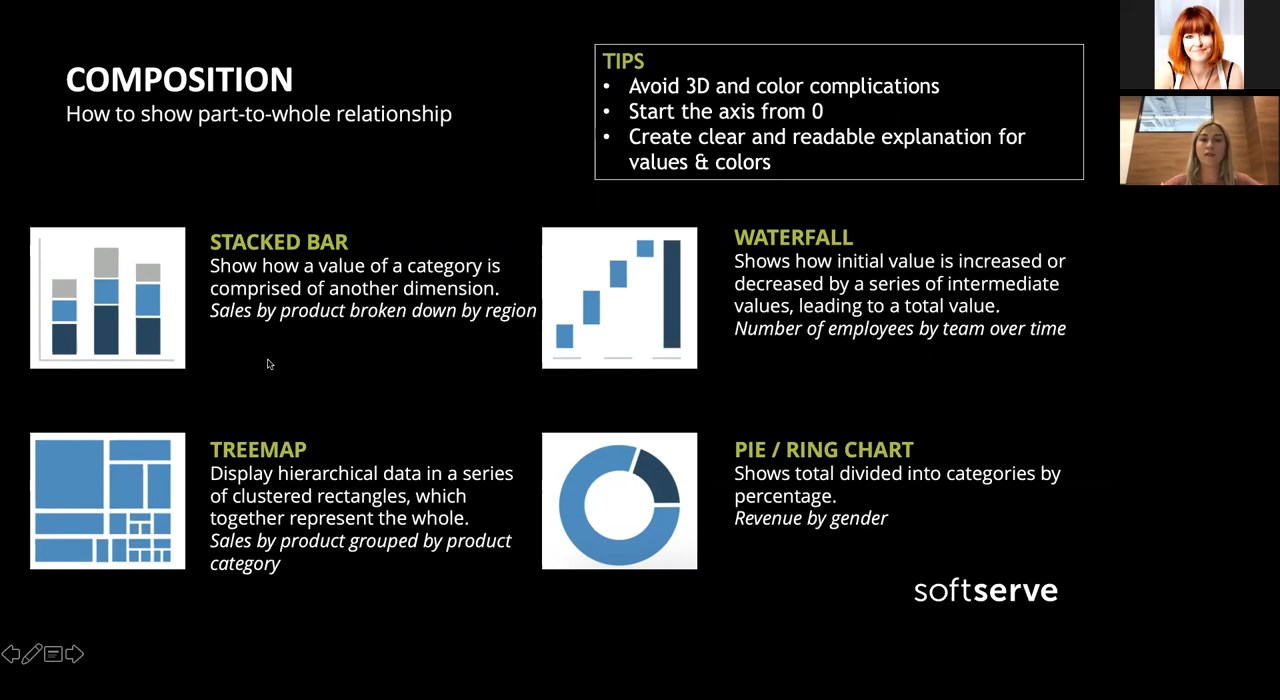 COMPOSITION
How to show part-to-whole relationship
TIPS
• Avoid 3D and color complications
• Start the axis from 0
• Create clear and readable explanation for
values & colors
STACKED BAR
Show how a value of a category is
comprised of another dimension.
Sales by product broken down by region
WATERFALL
Shows how initial value is increased or
decreased by a series of intermediate
values, leading to a total value.
Number of employees by team over time
TREEMAP
Display hierarchical data in a series
of clustered rectangles, which
together represent the whole.
Sales by product grouped by product
category
PIE / RING CHART
Shows total divided into categories by
percentage.
Revenue by gender
softserve